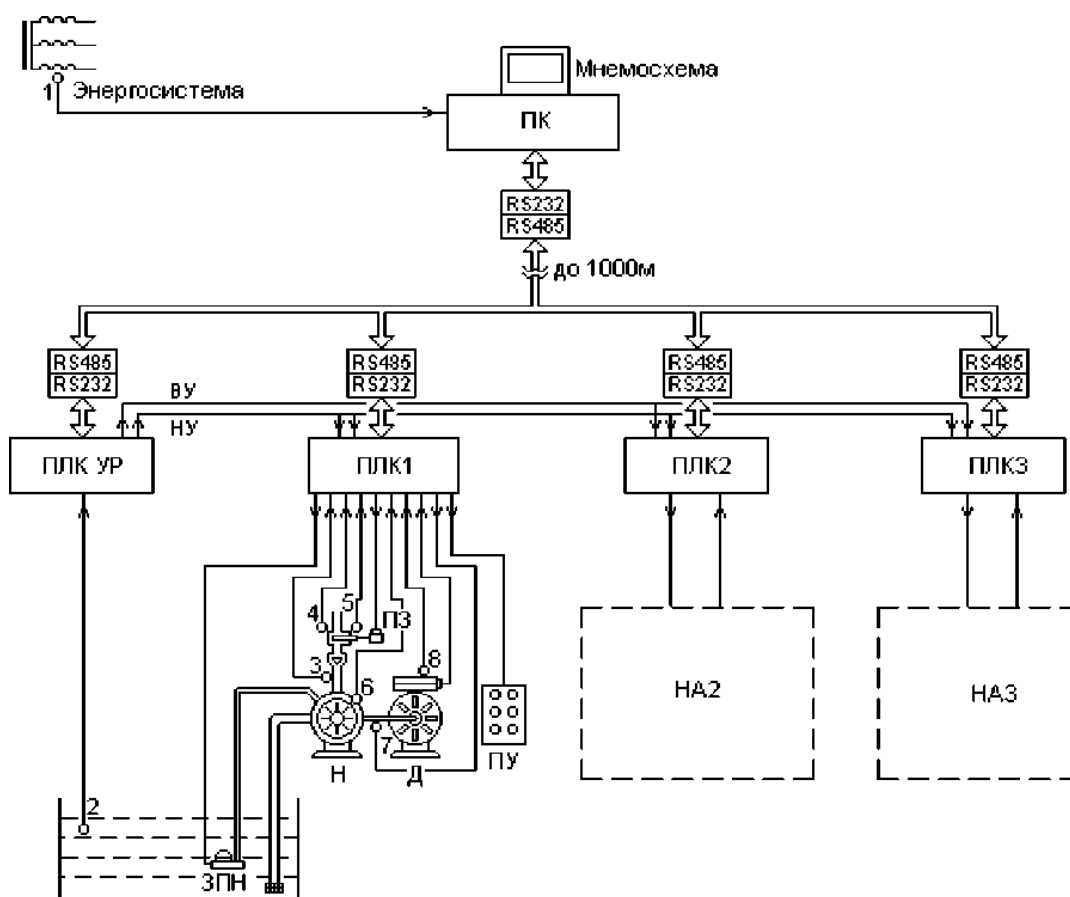 Мнемосхема
1 Энергосистема
ПК
RS232
RS485
до 1000м
RS485 RS485 RS485 RS485
RS232 RS232 RS232 RS232
ВУ
НУ
ПЛК УР ПЛК1 ПЛК2 ПЛК3
4 5 ПЗ
3 8
6
НА2 НА3
7
Н Д ПУ
2
ЗПН